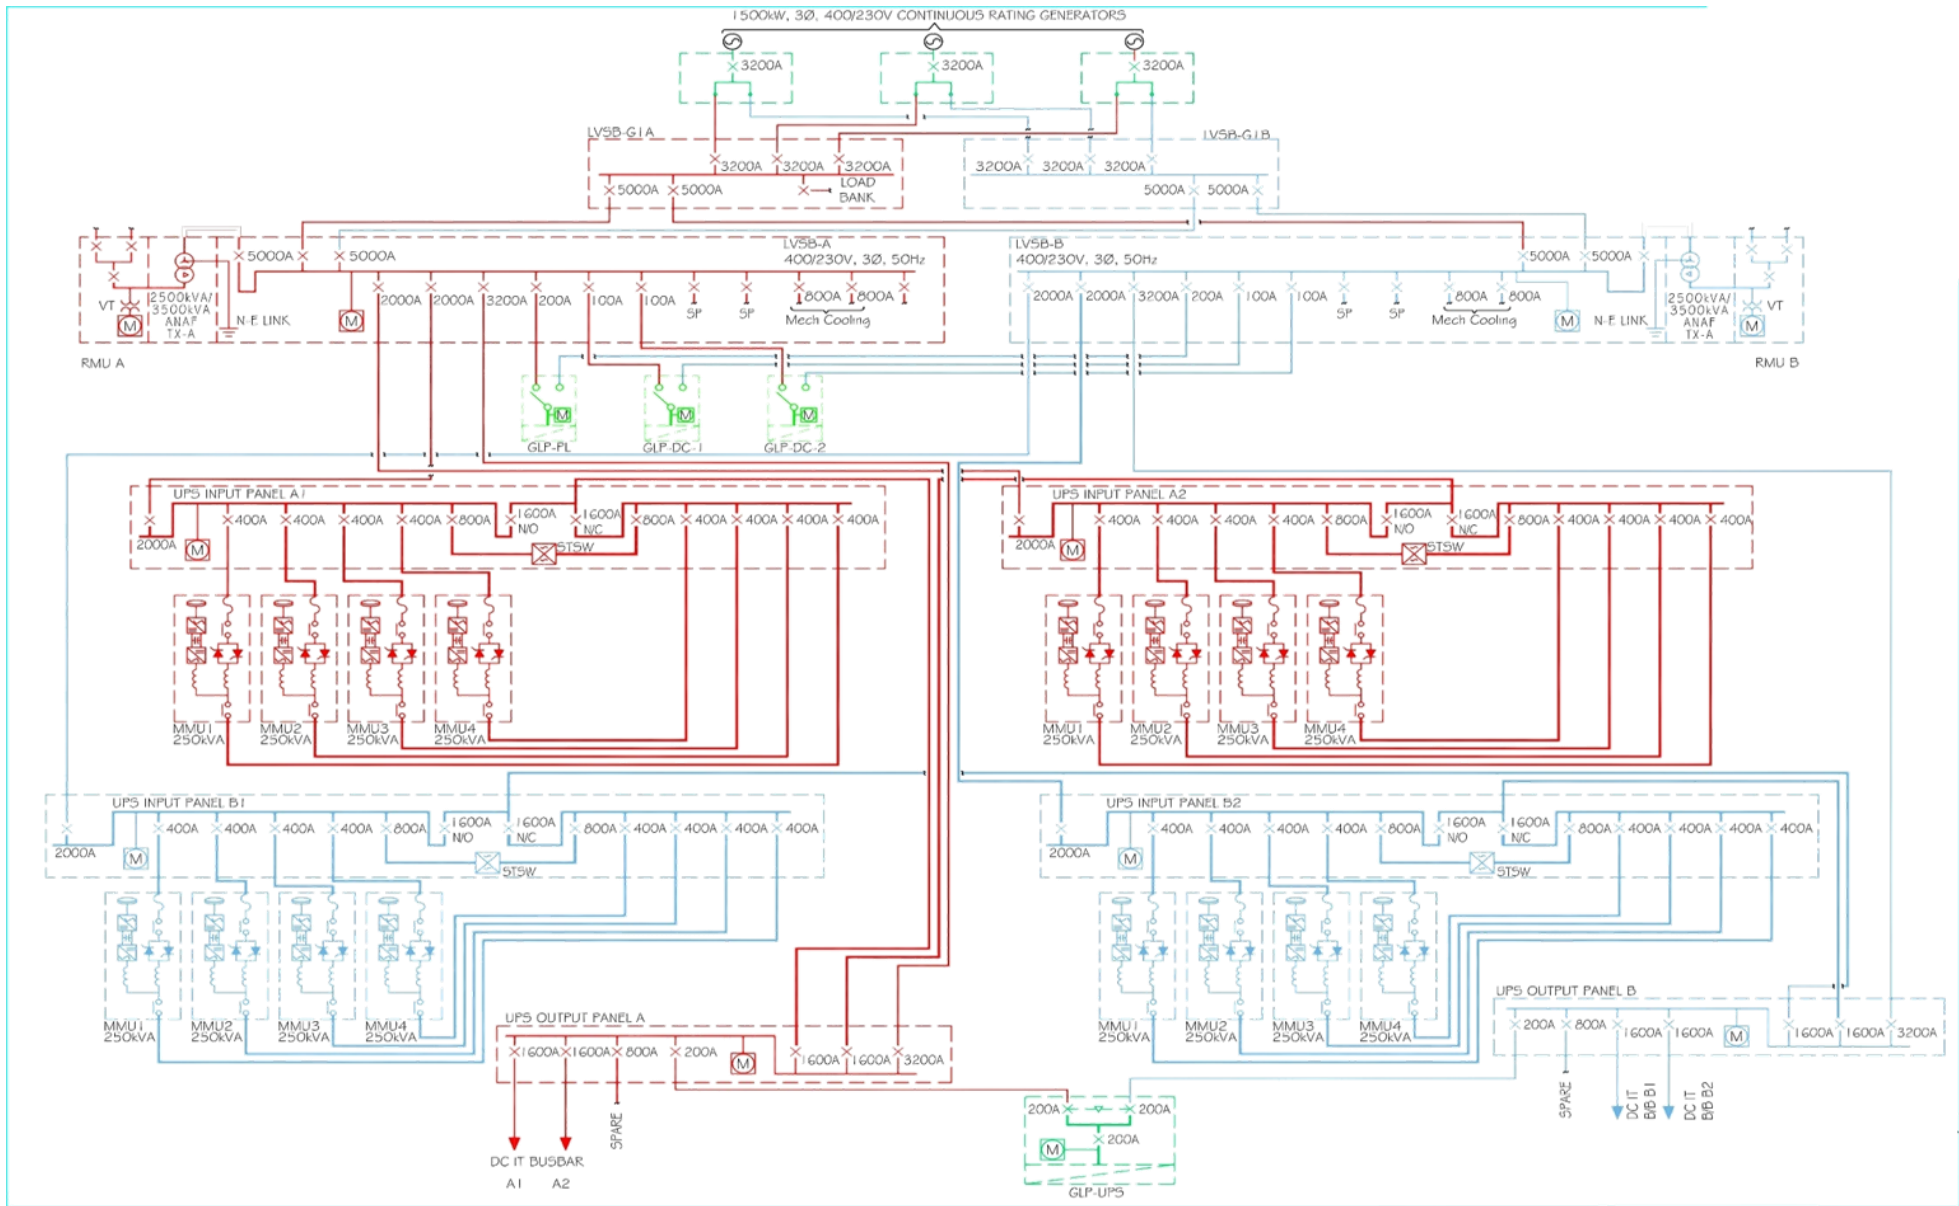 1500kW, 3Ø, 400/230V CONTINUOUS RATING GENERATORS
3200A
3200A
3200A
LVSB-G1A
LVSB-G1B
3200A 3200A 3200A
3200A 3200A 3200A
5000A 5000A
LOAD
BANK
5000A 5000A
5000A
5000A
LVSB-A
400/230V, 3Ø, 50Hz
LVSB-B
400/230V, 3Ø, 50Hz
5000A 5000A
2000A 2000A 3200A 200A 100A 100A
SP SP
800A 800A
Mech Cooling
VT
M
2500kVA/
3500kVA
ANAF
TX-A
N-E LINK
M
RMU A
2000A 2000A 3200A 200A 100A 100A
SP SP
800A 800A
Mech Cooling
M
N-E LINK
2500kVA/
3500kVA
ANAF
TX-A
VT
M
RMU B
M
M
M
GLP-PL
GLP-DC-1
GLP-DC-2
UPS INPUT PANEL A1
2000A
M
400A 400A 400A 400A 800A
1600A
N/O
1600A
N/C
800A 400A 400A 400A 400A
STSW
MMU1
250kVA
MMU2
250kVA
MMU3
250kVA
MMU4
250kVA
UPS INPUT PANEL A2
2000A
M
400A 400A 400A 400A 800A
1600A
N/O
1600A
N/C
800A 400A 400A 400A 400A
STSW
MMU1
250kVA
MMU2
250kVA
MMU3
250kVA
MMU4
250kVA
UPS INPUT PANEL B1
2000A
M
400A 400A 400A 400A 800A
1600A
N/O
1600A
N/C
800A 400A 400A 400A 400A
STSW
MMU1
250kVA
MMU2
250kVA
MMU3
250kVA
MMU4
250kVA
UPS INPUT PANEL B2
2000A
M
400A 400A 400A 400A 800A
1600A
N/O
1600A
N/C
800A 400A 400A 400A 400A
STSW
MMU1
250kVA
MMU2
250kVA
MMU3
250kVA
MMU4
250kVA
UPS OUTPUT PANEL A
1600A 1600A 800A 200A
M
1600A 1600A 3200A
SPARE
DC IT BUSBAR
A1 A2
UPS OUTPUT PANEL B
200A 800A 1600A 1600A
M
1600A 1600A 3200A
SPARE
DC IT
B/B B1
DC IT
B/B B2
200A 200A
200A
M
GLP-UPS